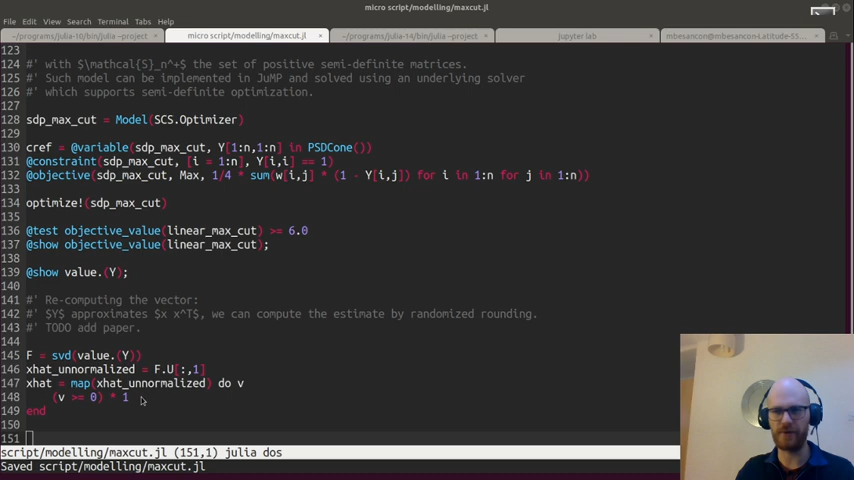 micro script/modelling/maxcut.jl
File Edit View Search Terminal Tabs Help
~/programs/julia-10/bin/julia --project × micro script/modelling/maxcut.jl × ~/programs/julia-14/bin/julia --project × jupyter lab × mbesancon@mbesancon-Latitude-55... ×
123
124 #' with $\mathcal{S}_n^+$ the set of positive semi-definite matrices.
125 #' Such model can be implemented in JuMP and solved using an underlying solver
126 #' which supports semi-definite optimization.
127
128 sdp_max_cut = Model(SCS.Optimizer)
129
130 cref = @variable(sdp_max_cut, Y[1:n,1:n] in PSDCone())
131 @constraint(sdp_max_cut, [i = 1:n], Y[i,i] == 1)
132 @objective(sdp_max_cut, Max, 1/4 * sum(w[i,j] * (1 - Y[i,j]) for i in 1:n for j in 1:n))
133
134 optimize!(sdp_max_cut)
135
136 @test objective_value(linear_max_cut) >= 6.0
137 @show objective_value(linear_max_cut);
138
139 @show value.(Y);
140
141 #' Re-computing the vector:
142 #' $Y$ approximates $x x^T$, we can compute the estimate by randomized rounding.
143 #' TODO add paper.
144
145 F = svd(value.(Y))
146 xhat_unnormalized = F.U[:,1]
147 xhat = map(xhat_unnormalized) do v
148 (v >= 0) * 1
149 end
150
151
script/modelling/maxcut.jl (151,1) julia dos
Saved script/modelling/maxcut.jl